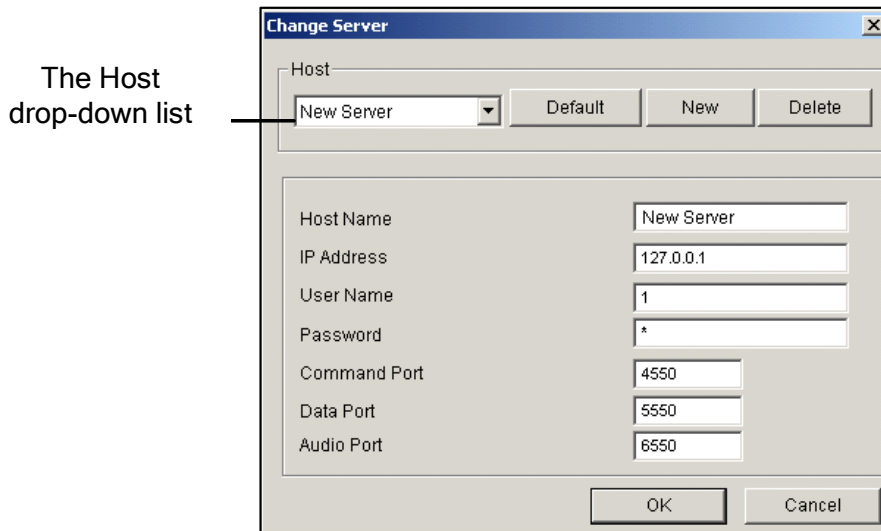 Change Server
The Host
drop-down list
Host
New Server
Default
New
Delete
Host Name
New Server
IP Address
127.0.0.1
User Name
1
Password
*
Command Port
4550
Data Port
5550
Audio Port
6550
OK
Cancel